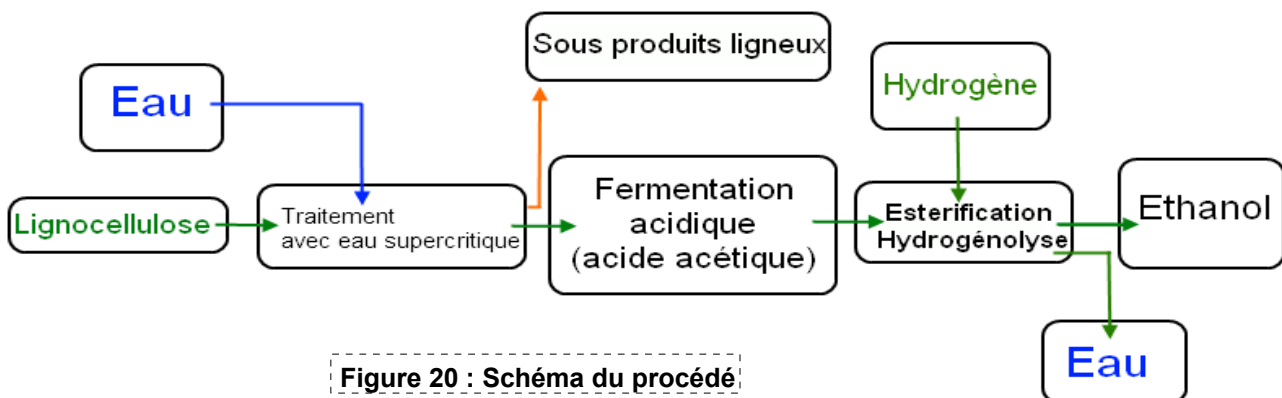 Sous produits ligneux
Eau
Hydrogène
Lignocellulose
Traitement
avec eau supercritique
Fermentation
acidique
(acide acétique)
Esterification
Hydrogénolyse
Ethanol
Eau
Figure 20 : Schéma du procédé